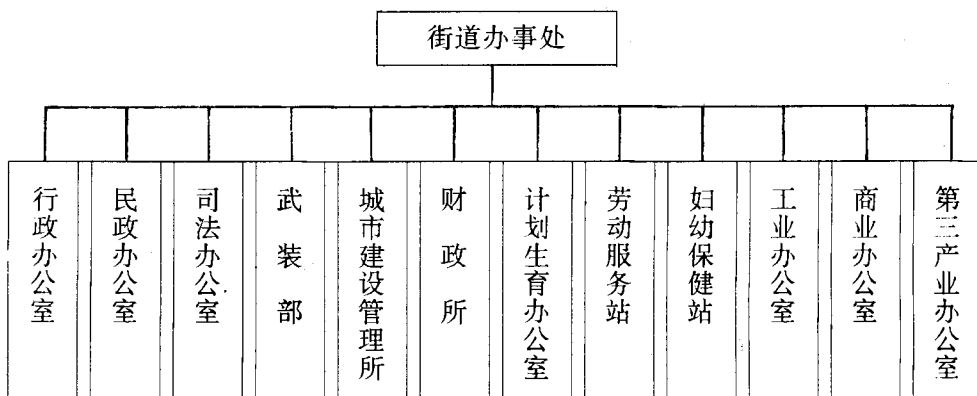 街道办事处
行政办公室
民政办公室
司法办公室
武装部
城市建设管理所
财政所
计划生育办公室
劳动服务站
妇幼保健站
工业办公室
商业办公室
第三产业办公室